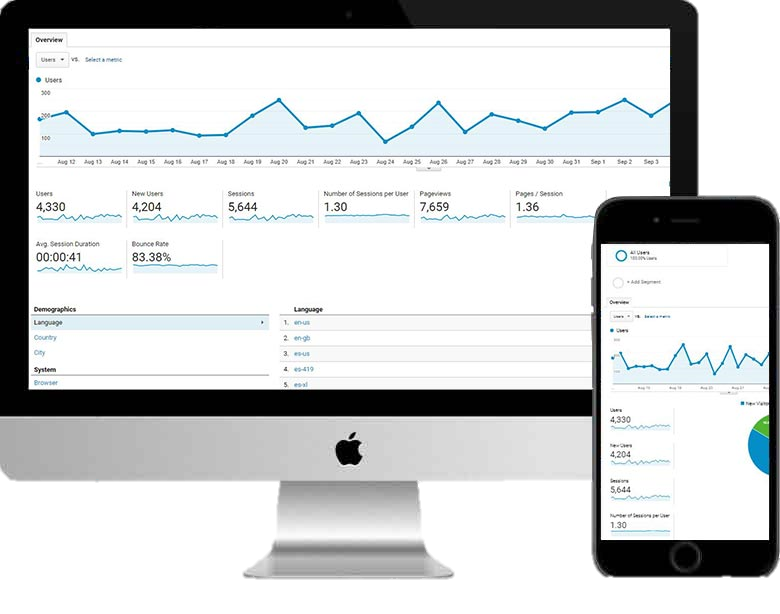 Overview
Users VS. Select a metric
Users
300
200
100
... Aug 12 Aug 13 Aug 14 Aug 15 Aug 16 Aug 17 Aug 18 Aug 19 Aug 20 Aug 21 Aug 22 Aug 23 Aug 24 Aug 25 Aug 26 Aug 27 Aug 28 Aug 29 Aug 30 Aug 31 Sep 1 Sep 2 Sep 3
Users New Users Sessions Number of Sessions per User Pageviews Pages / Session
4,330 4,204 5,644 1.30 7,659 1.36
Avg. Session Duration Bounce Rate
00:00:41 83.38%
Demographics
Language
Country
City
System
Browser
Language
1. en-us
2. en-gb
3. es-us
4. es-419
5. es-xl
All Users
100.00% Users
+ Add Segment
Overview
Users VS. Select a metric
Users
New Visito
Users
4,330
New Users
4,204
Sessions
5,644
Number of Sessions per User
1.30